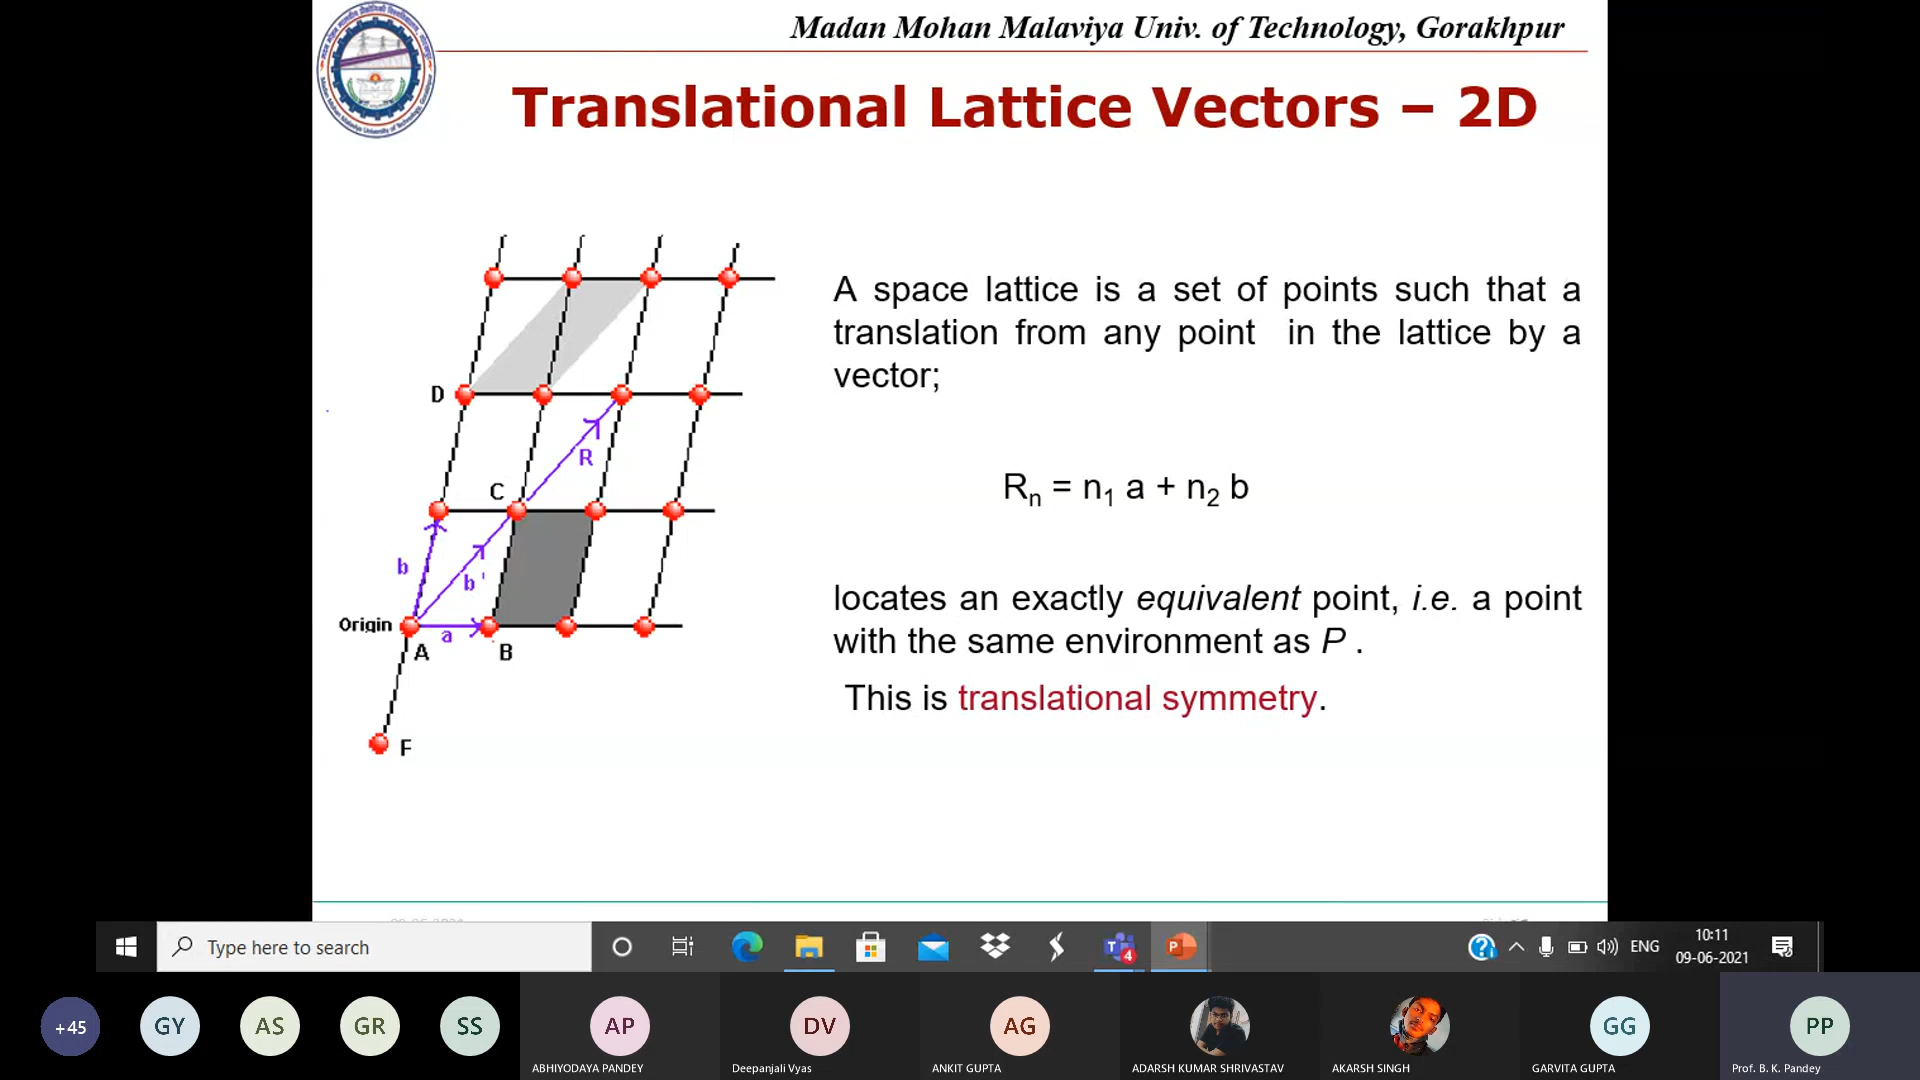 Madan Mohan Malaviya Univ. of Technology, Gorakhpur
Translational Lattice Vectors – 2D
A space lattice is a set of points such that a
translation from any point in the lattice by a
vector;
Rn = n1 a + n2 b
locates an exactly equivalent point, i.e. a point
with the same environment as P .
This is translational symmetry.
D
R
C
b
b'
Origin
a
A
B
F
Type here to search
T
4
P
ENG
10:11
09-06-2021
+45
GY
AS
GR
SS
AP
DV
AG
GG
PP
ABHIYODAYA PANDEY
Deepanjali Vyas
ANKIT GUPTA
ADARSH KUMAR SHRIVASTAV
AKARSH SINGH
GARVITA GUPTA
Prof. B. K. Pandey